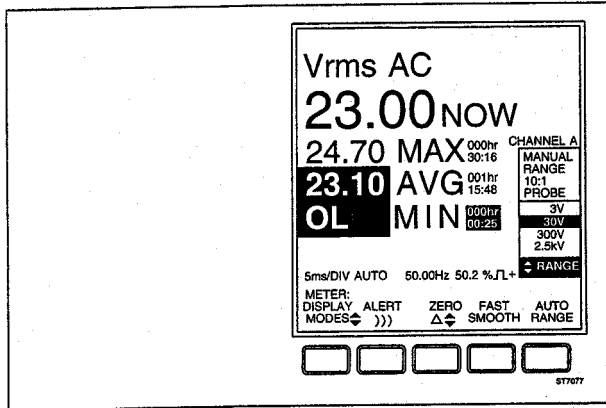 Vrms AC
23.00 NOW
24.70 MAX 000hr 30:16
23.10 AVG 001hr 15:48
OL MIN 000hr 00:25
CHANNEL A
MANUAL
RANGE
10:1
PROBE
3V
30V
300V
2.5kV
RANGE
5ms/DIV AUTO 50.00Hz 50.2 % +
METER:
DISPLAY MODES
ALERT )))
ZERO Δ
FAST SMOOTH
AUTO RANGE
ST7077